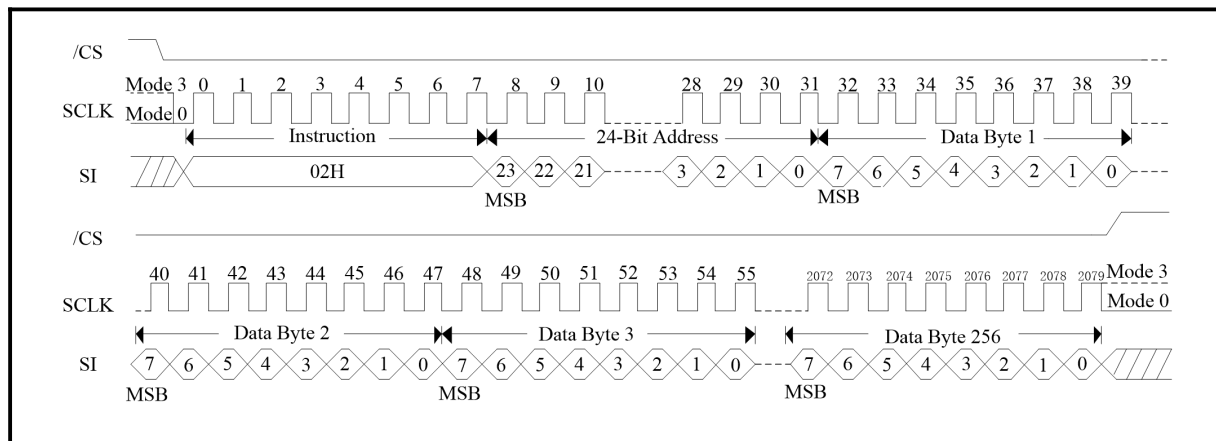 /CS
Mode 3 0 1 2 3 4 5 6 7 8 9 10 28 29 30 31 32 33 34 35 36 37 38 39
SCLK Mode 0
Instruction 24-Bit Address Data Byte 1
SI 02H 23 22 21 3 2 1 0 7 6 5 4 3 2 1 0
MSB MSB
/CS
40 41 42 43 44 45 46 47 48 49 50 51 52 53 54 55 2072 2073 2074 2075 2076 2077 2078 2079 Mode 3
SCLK Mode 0
Data Byte 2 Data Byte 3 Data Byte 256
SI 7 6 5 4 3 2 1 0 7 6 5 4 3 2 1 0 7 6 5 4 3 2 1 0
MSB MSB MSB